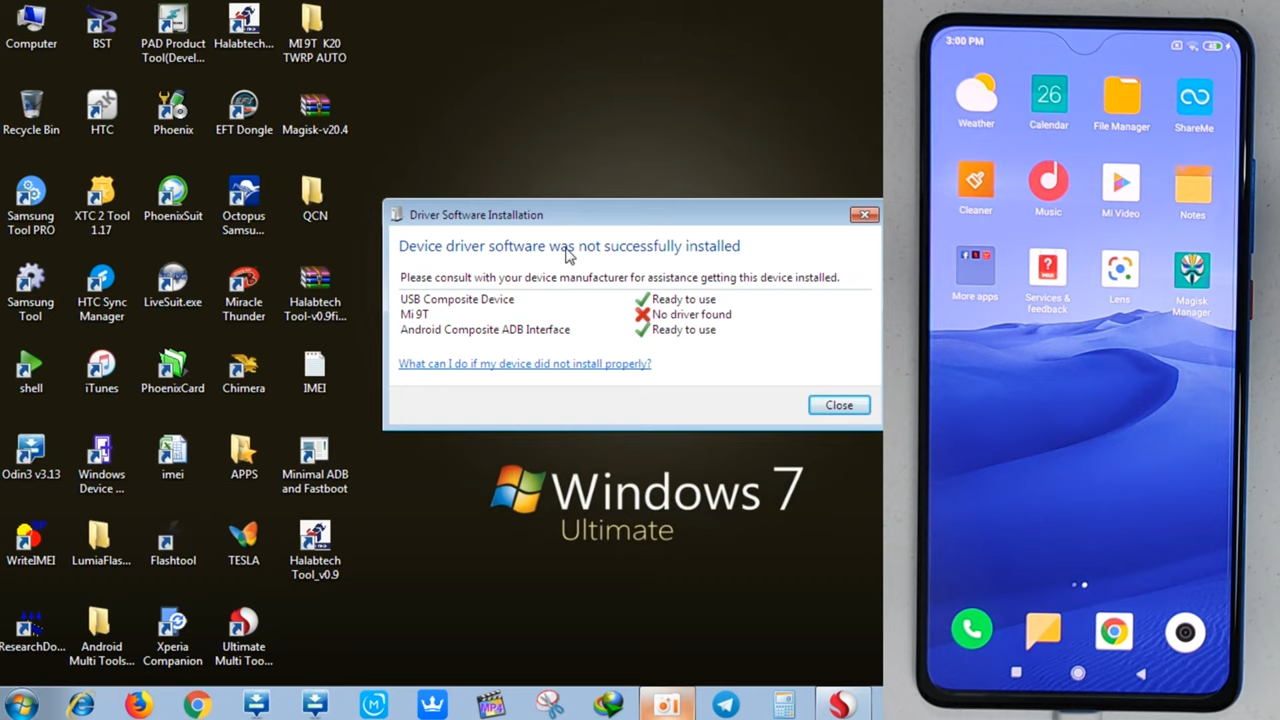 Computer
BST
PAD Product
Tool(Devel...
Halabtech...
MI 9T K20
TWRP AUTO
Recycle Bin
HTC
Phoenix
EFT Dongle
Magisk-v20.4
Samsung
Tool PRO
XTC 2 Tool
1.17
PhoenixSuit
Octopus
Samsu...
QCN
Samsung
Tool
HTC Sync
Manager
LiveSuit.exe
Miracle
Thunder
Halabtech
Tool-v0.9fi...
shell
iTunes
PhoenixCard
Chimera
IMEI
Odin3 v3.13
Windows
Device ...
imei
APPS
Minimal ADB
and Fastboot
WriteIMEI
LumiaFlas...
Flashtool
TESLA
Halabtech
Tool_v0.9
ResearchDo...
Android
Multi Tools...
Xperia
Companion
Ultimate
Multi Too...
Driver Software Installation
Device driver software was not successfully installed
Please consult with your device manufacturer for assistance getting this device installed.
USB Composite Device Ready to use
Mi 9T No driver found
Android Composite ADB Interface Ready to use
What can I do if my device did not install properly?
Close
Windows 7
Ultimate
MP4
3:00 PM
26
Weather
Calendar
File Manager
ShareMe
Cleaner
Music
Mi Video
Notes
More apps
Services &
feedback
Lens
Magisk
Manager